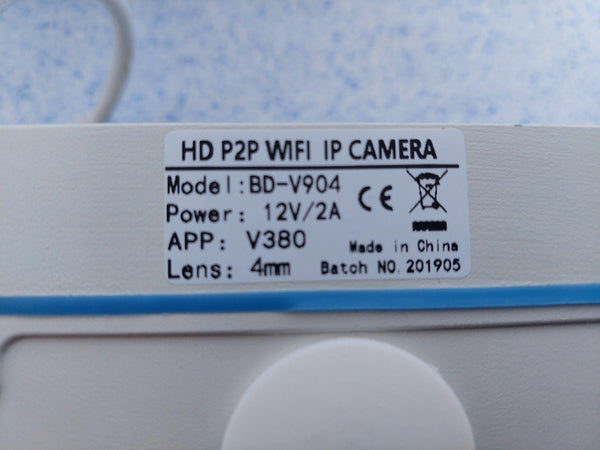 HD P2P WIFI IP CAMERA
Model:BD-V904
Power: 12V/2A
CE
APP: V380
Made in China
Lens: 4mm
Batch NO. 201905